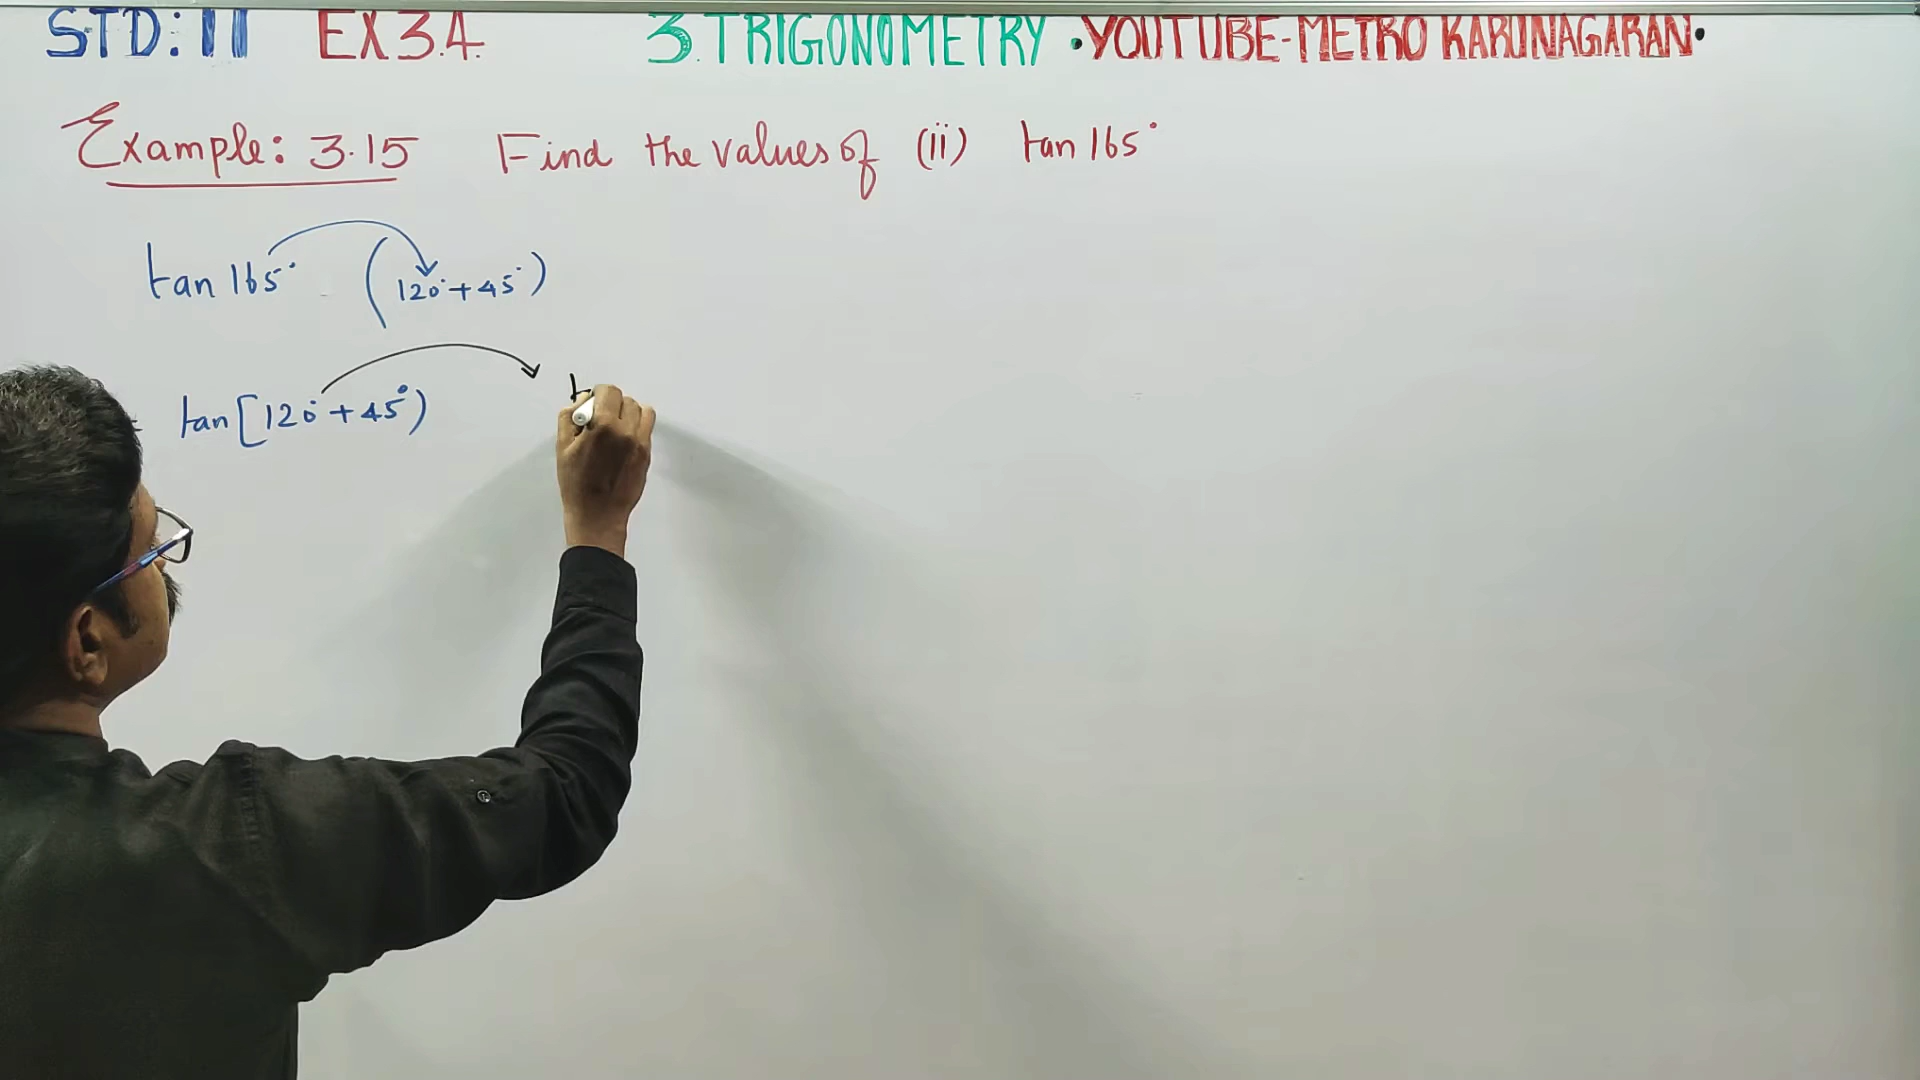 STD: 11 EX 3.4. 3. TRIGONOMETRY • YOUTUBE-METRO KARUNAGARAN•
Example: 3.15 Find the values of (ii) tan 165°
tan 165° (120°+45°)
tan[120°+45°)
t